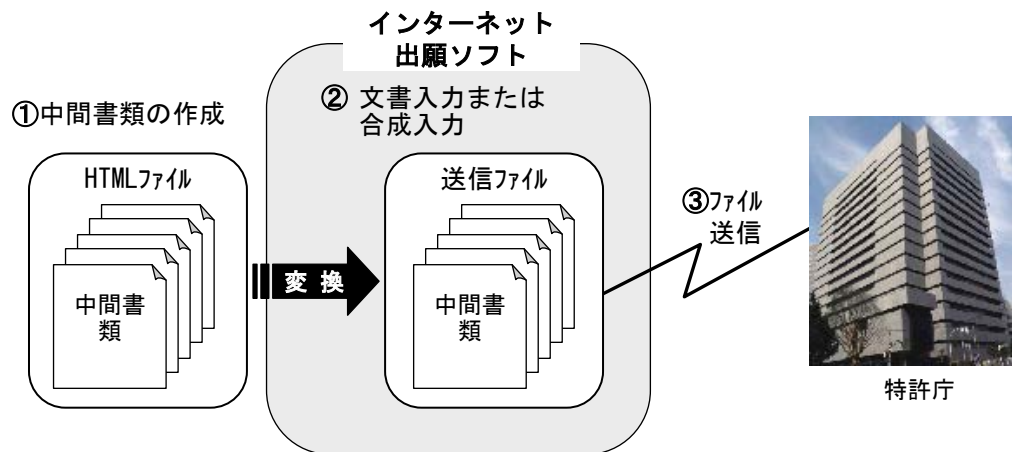 インターネット
出願ソフト
①中間書類の作成
② 文書入力または
合成入力
HTMLﾌｧｲﾙ
送信ﾌｧｲﾙ
③ﾌｧｲﾙ
送信
変 換
中間書
類
中間書
類
特許庁